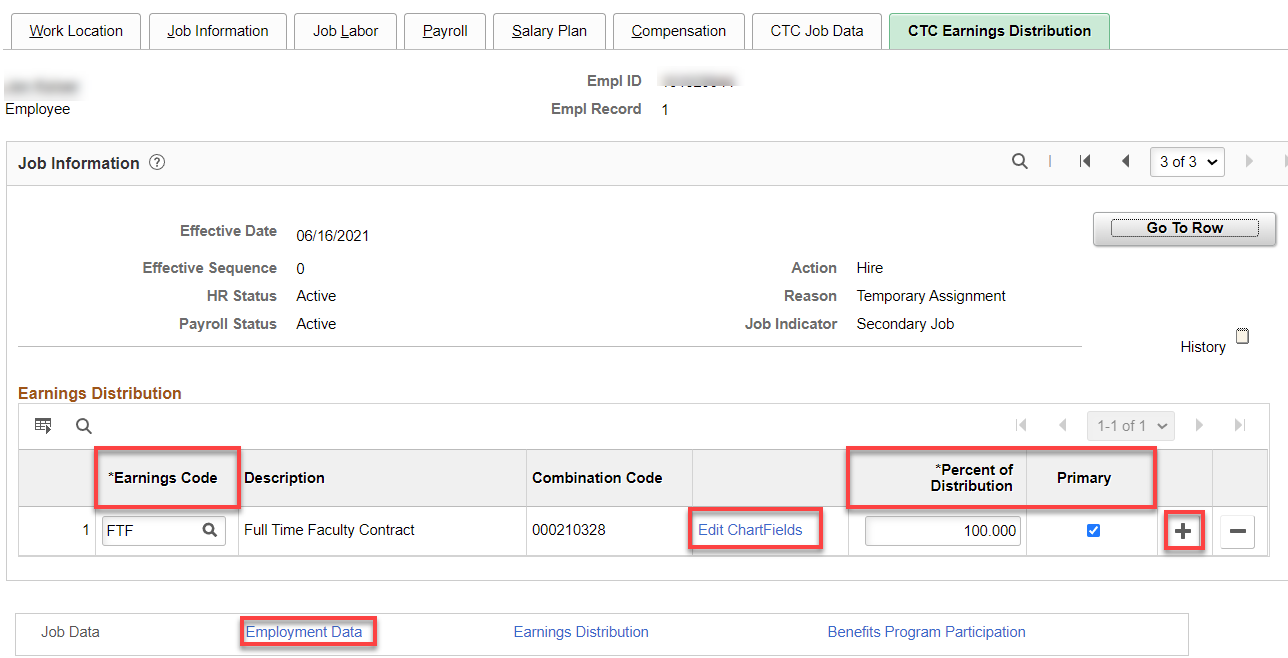 Work Location Job Information Job Labor Payroll Salary Plan Compensation CTC Job Data CTC Earnings Distribution
Empl ID
Employee Empl Record 1
Job Information ? 3 of 3
Go To Row
Effective Date 06/16/2021
Effective Sequence 0 Action Hire
HR Status Active Reason Temporary Assignment
Payroll Status Active Job Indicator Secondary Job
History
Earnings Distribution
1-1 of 1
*Earnings Code Description Combination Code *Percent of Distribution Primary
1 FTF Full Time Faculty Contract 000210328 Edit ChartFields 100.000
Job Data Employment Data Earnings Distribution Benefits Program Participation